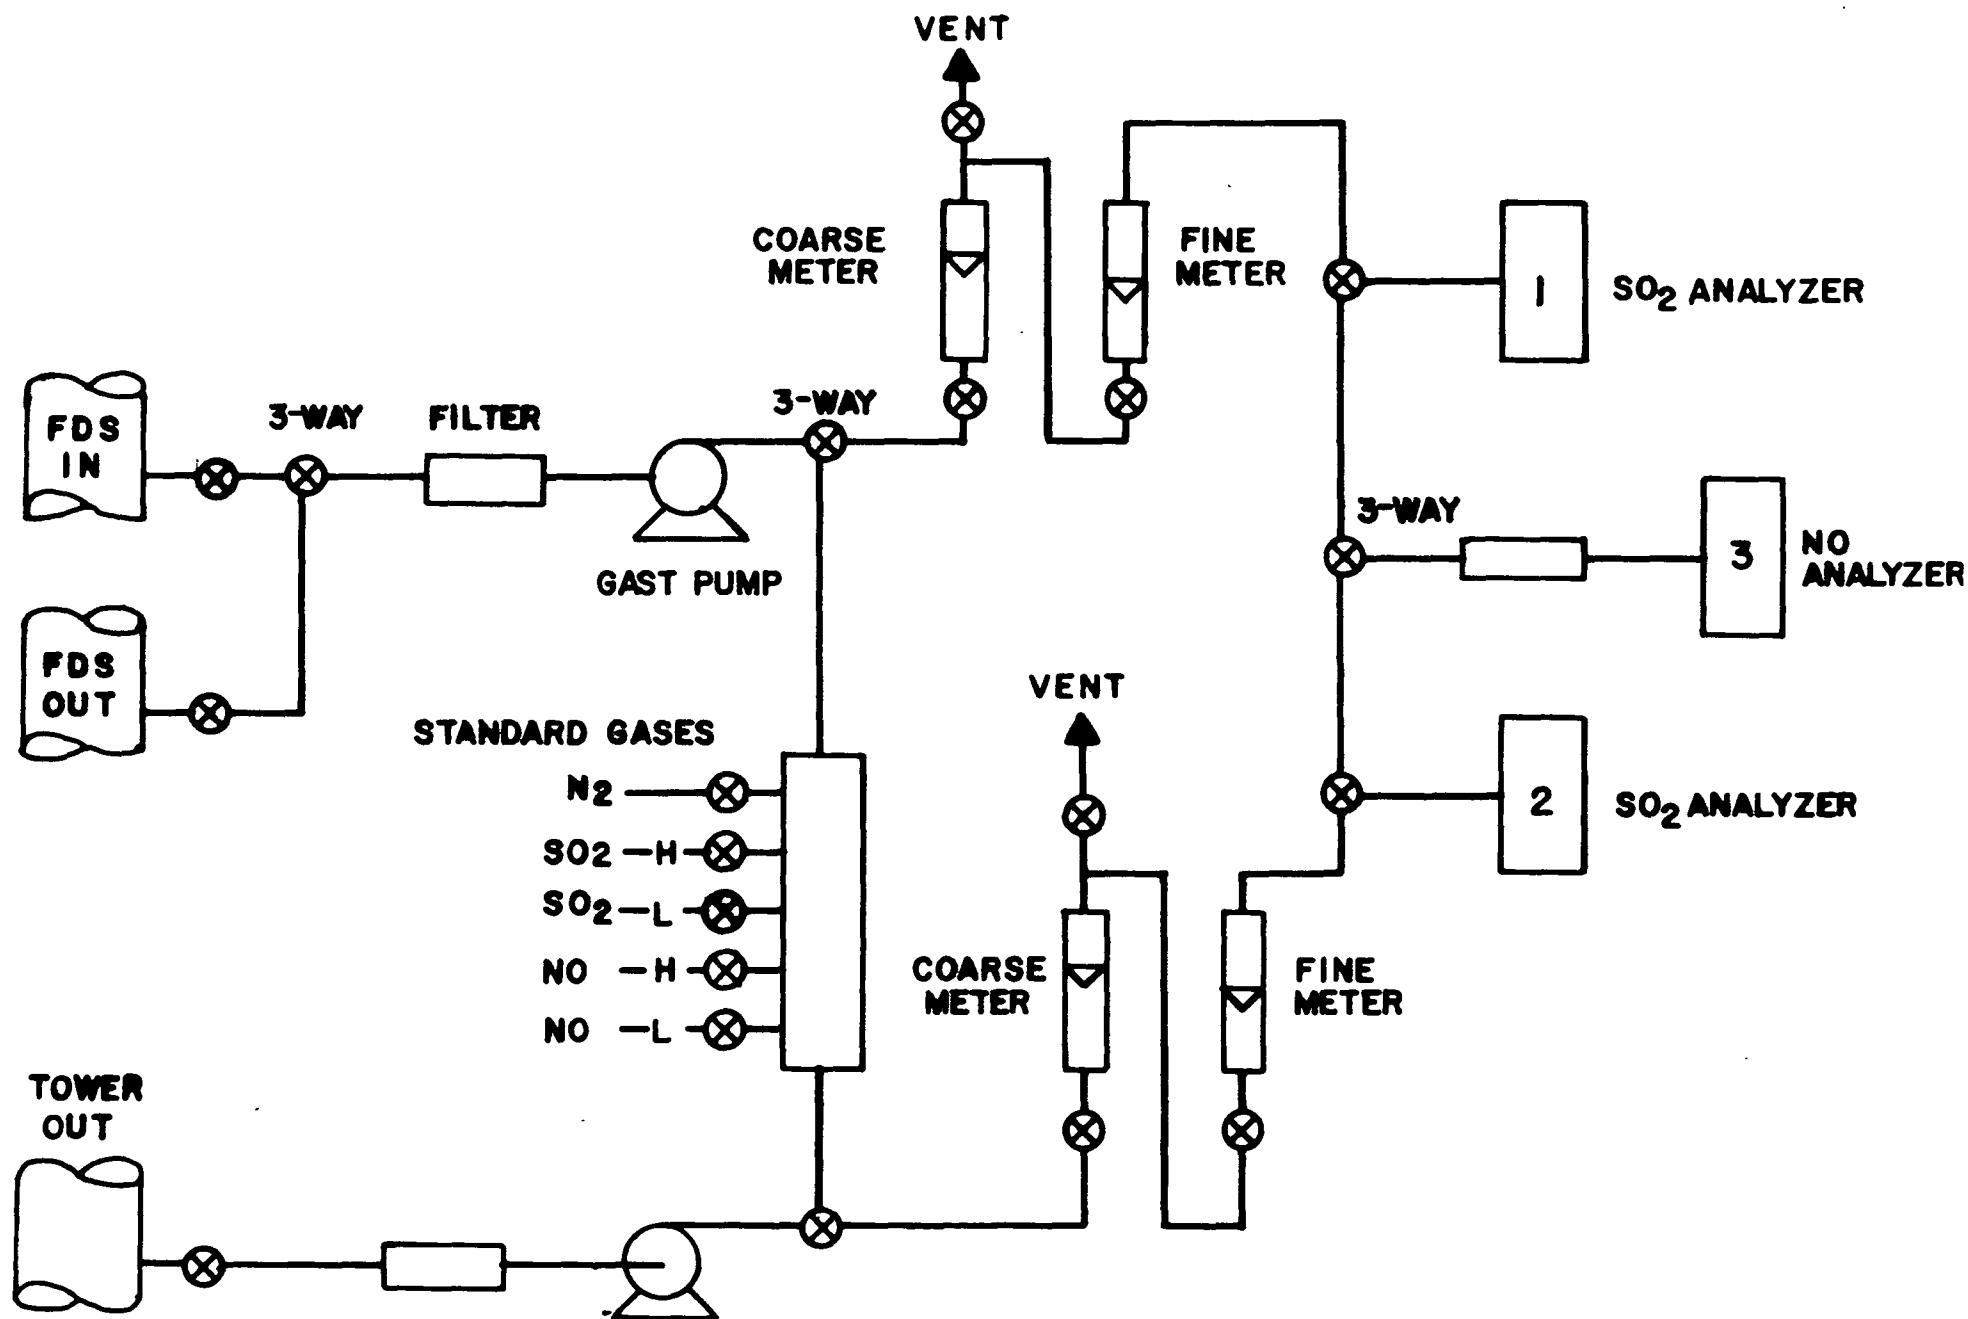 VENT
COARSE
METER
FINE
METER
1
SO2 ANALYZER
FDS
IN
3-WAY
FILTER
3-WAY
GAST PUMP
3-WAY
3
NO
ANALYZER
FDS
OUT
VENT
STANDARD GASES
N2
SO2 - H
SO2 - L
NO - H
NO - L
2
SO2 ANALYZER
COARSE
METER
FINE
METER
TOWER
OUT